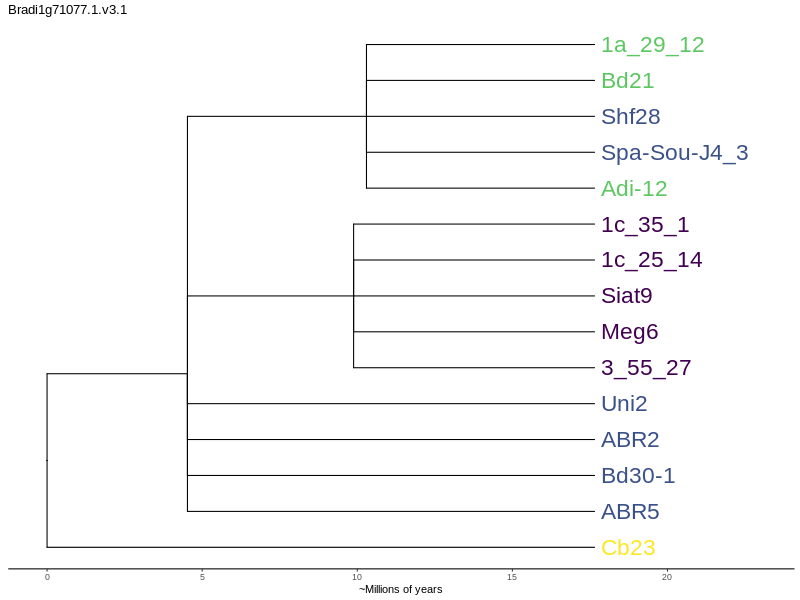 Bradi1g71077.1.v3.1
1a_29_12
Bd21
Shf28
Spa-Sou-J4_3
Adi-12
1c_35_1
1c_25_14
Siat9
Meg6
3_55_27
Uni2
ABR2
Bd30-1
ABR5
Cb23
0 5 10 15 20
~Millions of years